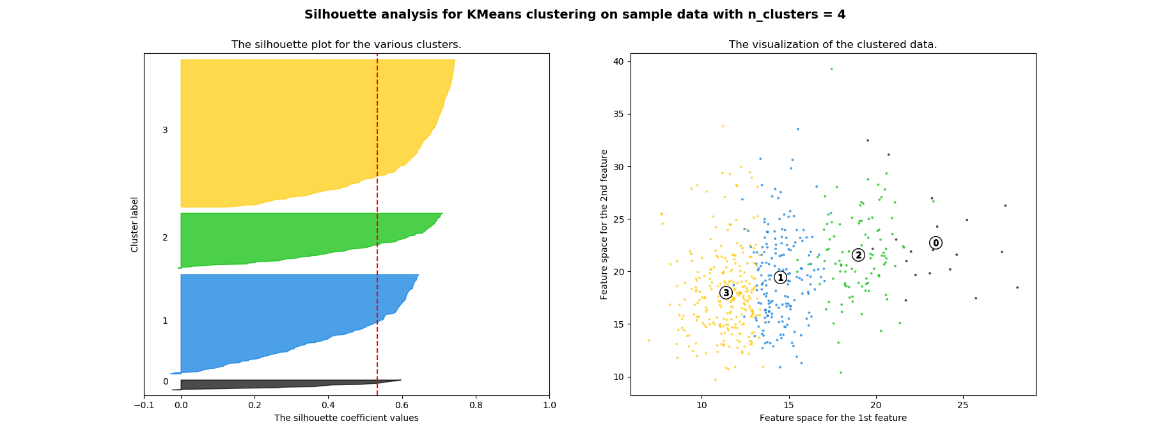 Silhouette analysis for KMeans clustering on sample data with n_clusters = 4
The silhouette plot for the various clusters.
Cluster label
3
2
1
0
−0.1 0.0 0.2 0.4 0.6 0.8 1.0
The silhouette coefficient values
The visualization of the clustered data.
Feature space for the 2nd feature
40
35
30
25
20
15
10
0
2
1
3
10 15 20 25
Feature space for the 1st feature